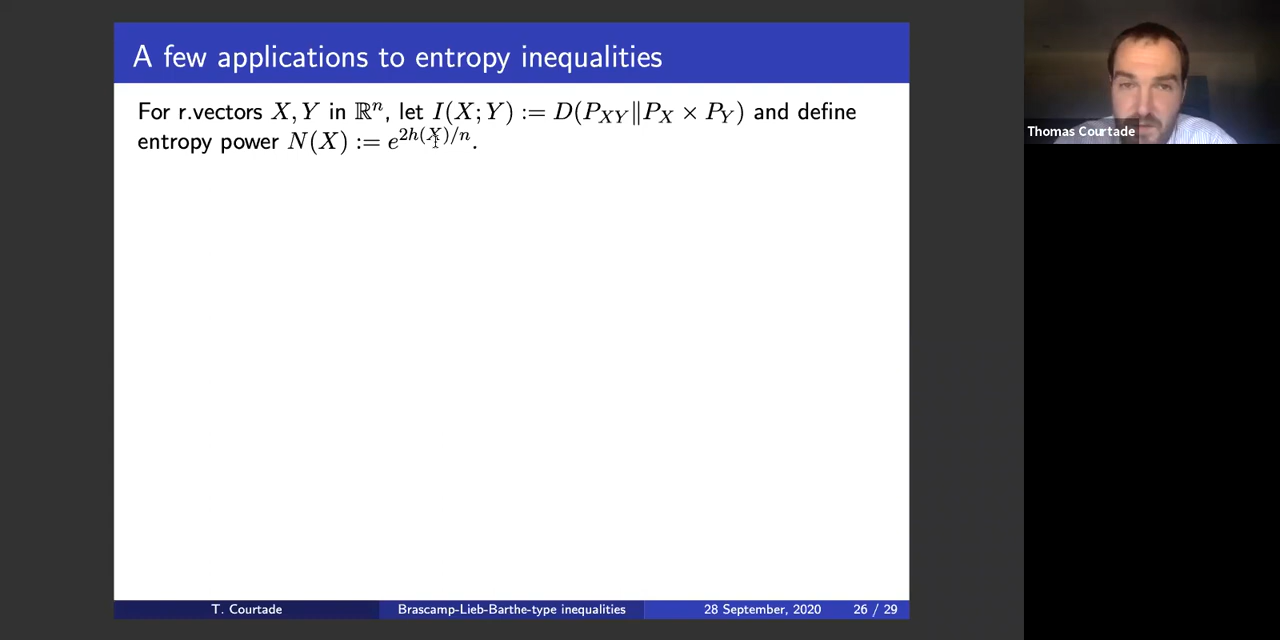 A few applications to entropy inequalities
For r.vectors X, Y in ℝⁿ, let I(X; Y) := D(P_{XY}‖P_X × P_Y) and define
entropy power N(X) := e^{2h(X)/n}.
Thomas Courtade
T. Courtade
Brascamp-Lieb-Barthe-type inequalities
28 September, 2020
26 / 29